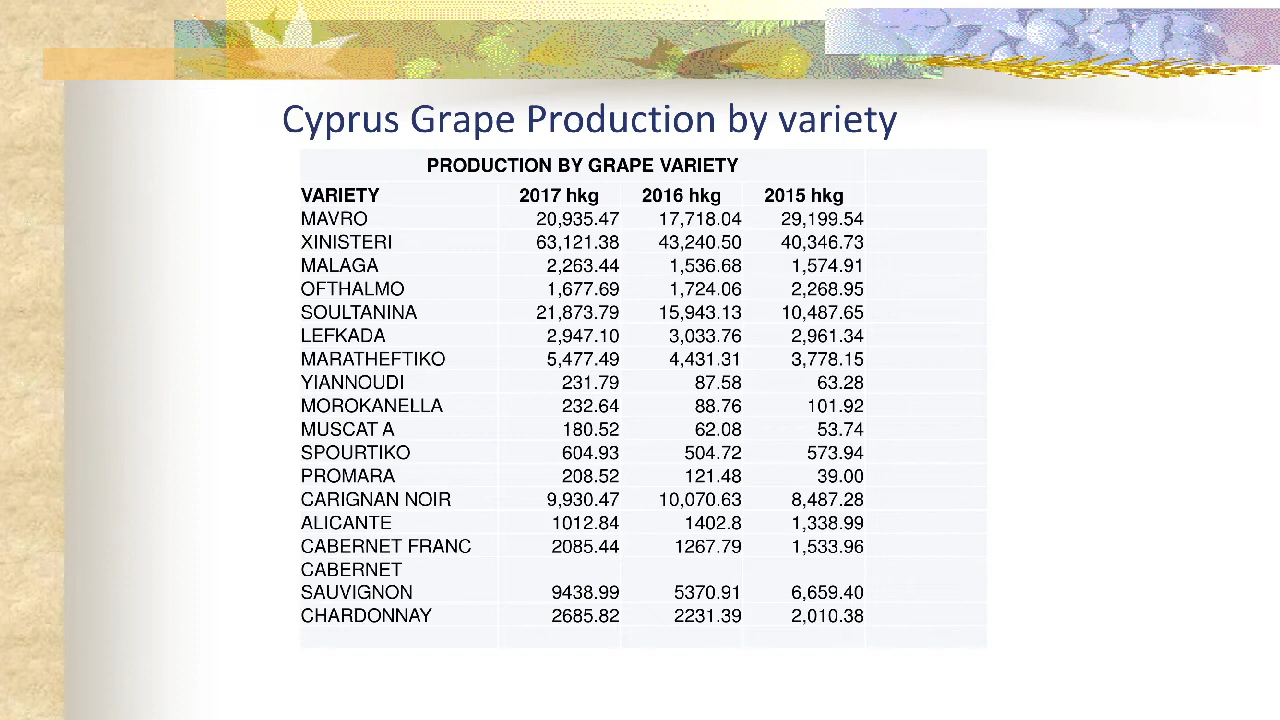 Cyprus Grape Production by variety
PRODUCTION BY GRAPE VARIETY
VARIETY 2017 hkg 2016 hkg 2015 hkg
MAVRO 20,935.47 17,718.04 29,199.54
XINISTERI 63,121.38 43,240.50 40,346.73
MALAGA 2,263.44 1,536.68 1,574.91
OFTHALMO 1,677.69 1,724.06 2,268.95
SOULTANINA 21,873.79 15,943.13 10,487.65
LEFKADA 2,947.10 3,033.76 2,961.34
MARATHEFTIKO 5,477.49 4,431.31 3,778.15
YIANNOUDI 231.79 87.58 63.28
MOROKANELLA 232.64 88.76 101.92
MUSCAT A 180.52 62.08 53.74
SPOURTIKO 604.93 504.72 573.94
PROMARA 208.52 121.48 39.00
CARIGNAN NOIR 9,930.47 10,070.63 8,487.28
ALICANTE 1012.84 1402.8 1,338.99
CABERNET FRANC 2085.44 1267.79 1,533.96
CABERNET
SAUVIGNON 9438.99 5370.91 6,659.40
CHARDONNAY 2685.82 2231.39 2,010.38